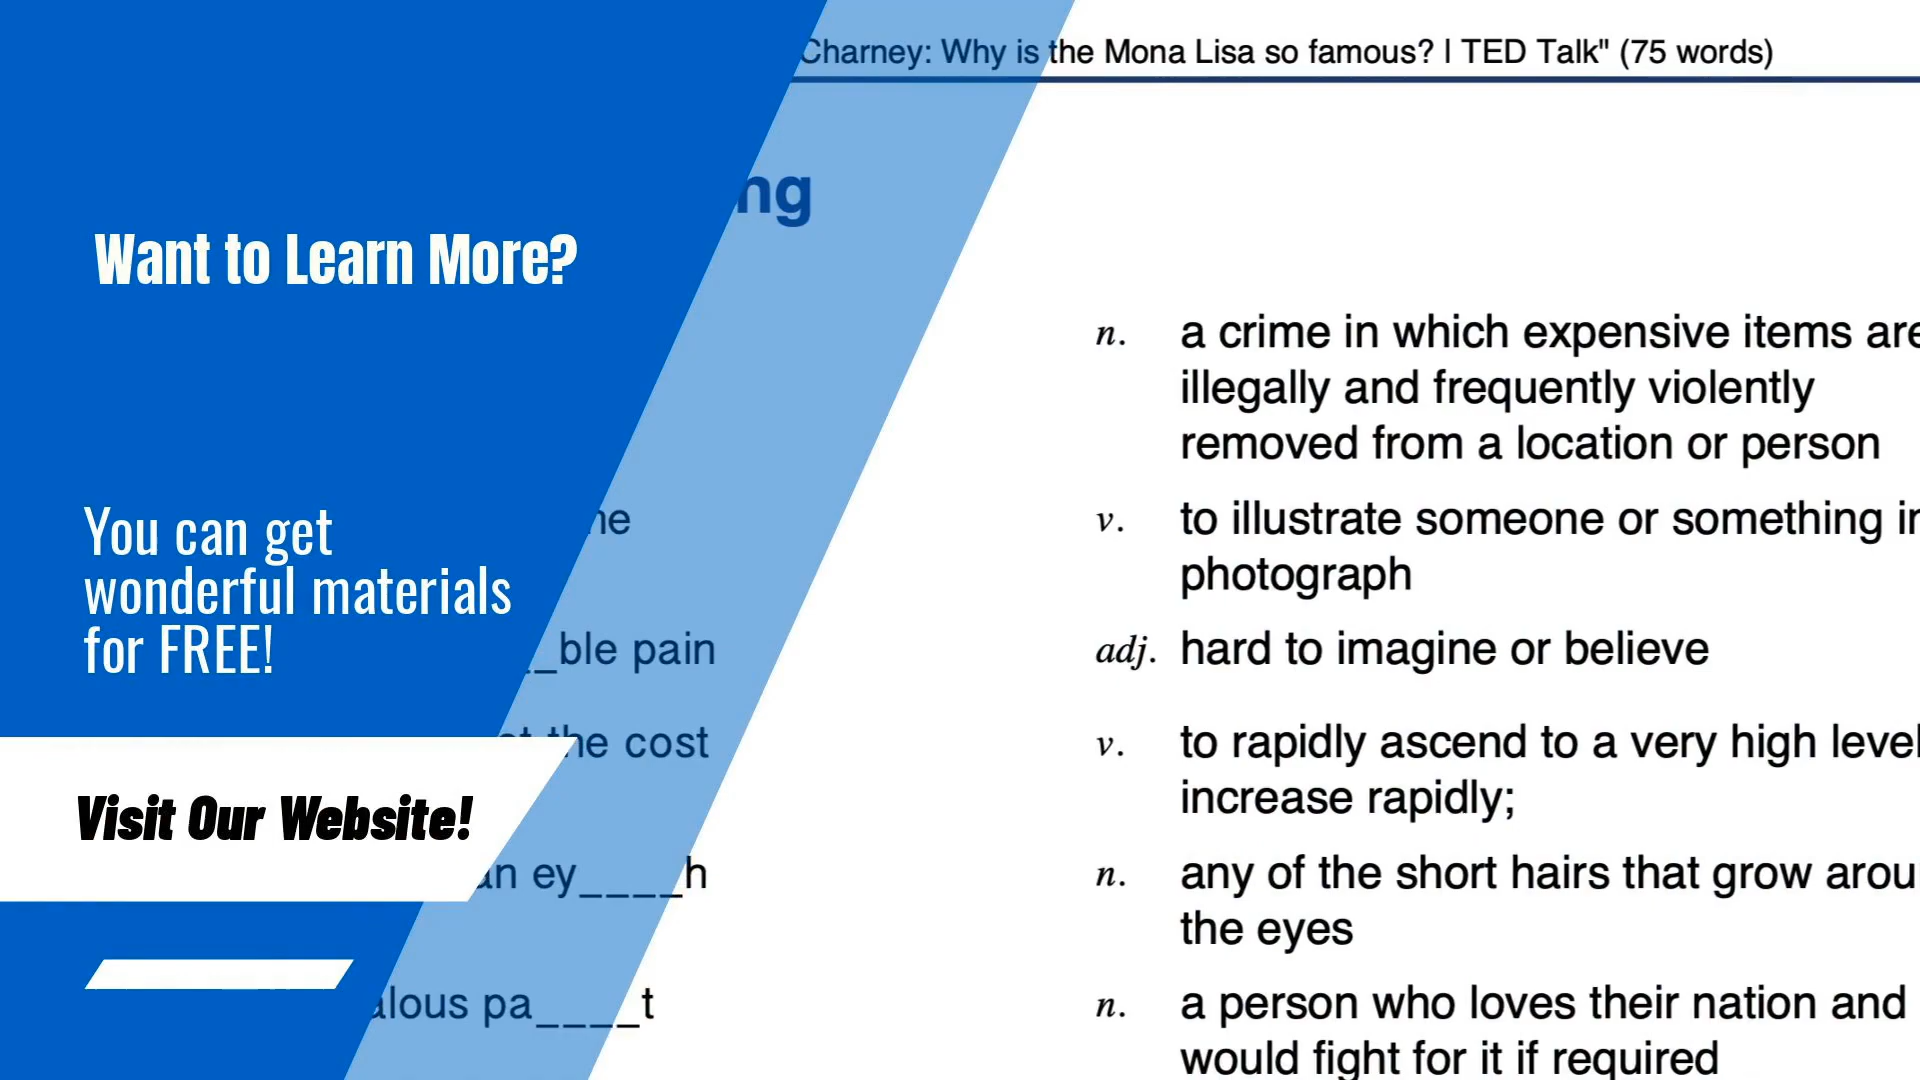 Charney: Why is the Mona Lisa so famous? | TED Talk" (75 words)
ng
Want to Learn More?
You can get
wonderful materials
for FREE!
Visit Our Website!
n. a crime in which expensive items are
illegally and frequently violently
removed from a location or person
v. to illustrate someone or something in
photograph
_ble pain adj. hard to imagine or believe
the cost v. to rapidly ascend to a very high level
increase rapidly;
an ey____h n. any of the short hairs that grow arou
the eyes
alous pa____t n. a person who loves their nation and
would fight for it if required